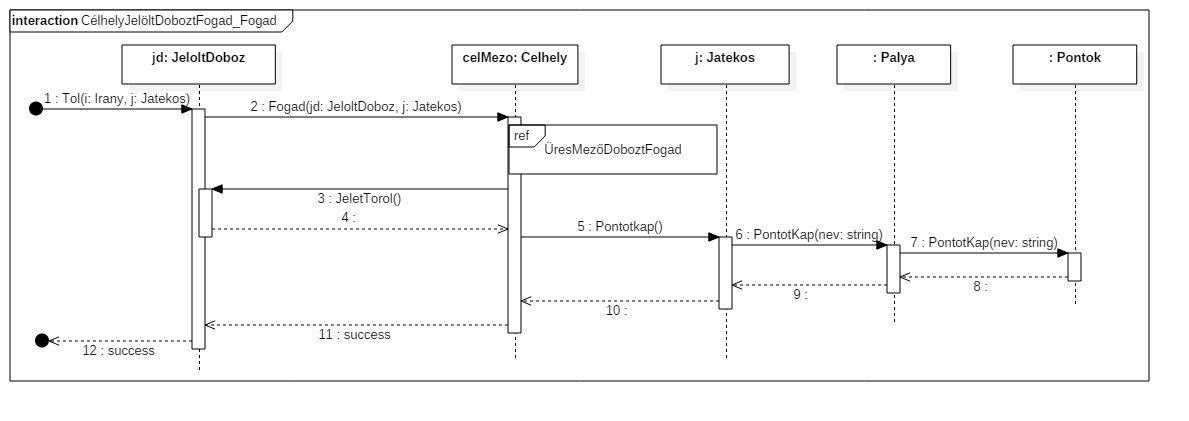 interaction CélhelyJelöltDoboztFogad_Fogad
jd: JeloltDoboz
celMezo: Celhely
j: Jatekos
: Palya
: Pontok
1 : Tol(i: Irany, j: Jatekos)
2 : Fogad(jd: JeloltDoboz, j: Jatekos)
ref
ÜresMezőDoboztFogad
3 : JeletTorol()
4 :
5 : Pontotkap()
6 : PontotKap(nev: string)
7 : PontotKap(nev: string)
8 :
9 :
10 :
11 : success
12 : success